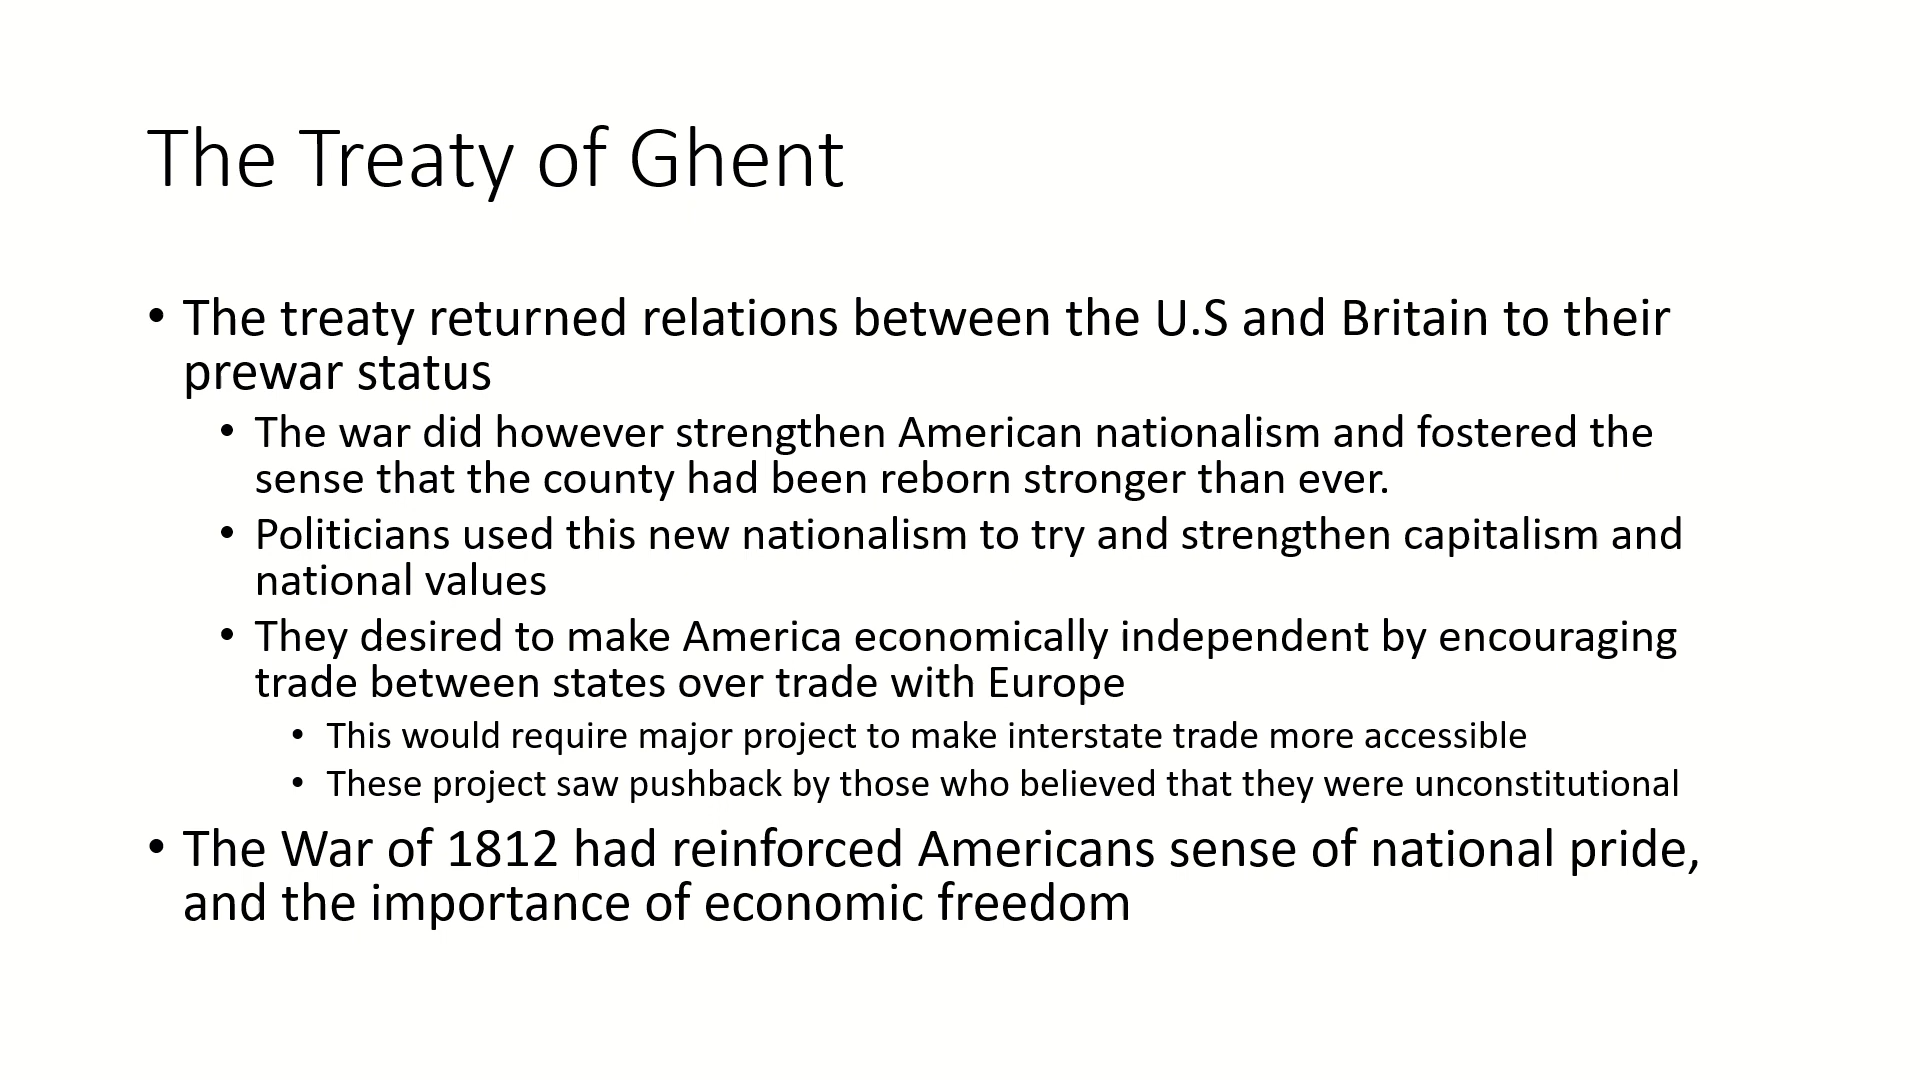 The Treaty of Ghent
• The treaty returned relations between the U.S and Britain to their
prewar status
• The war did however strengthen American nationalism and fostered the
sense that the county had been reborn stronger than ever.
• Politicians used this new nationalism to try and strengthen capitalism and
national values
• They desired to make America economically independent by encouraging
trade between states over trade with Europe
• This would require major project to make interstate trade more accessible
• These project saw pushback by those who believed that they were unconstitutional
• The War of 1812 had reinforced Americans sense of national pride,
and the importance of economic freedom